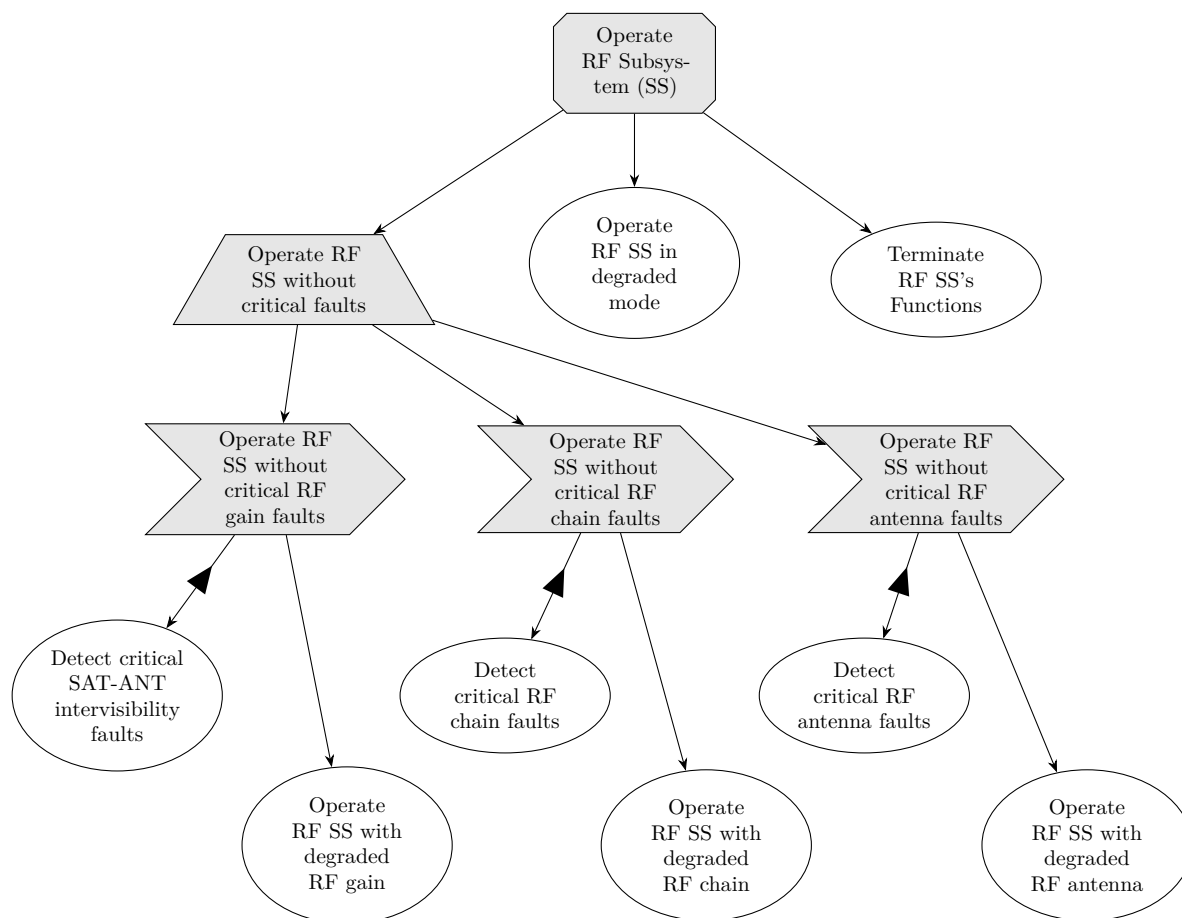 Operate
RF Subsys-
tem (SS)
Operate RF
SS without
critical faults
Operate
RF SS in
degraded
mode
Terminate
RF SS's
Functions
Operate RF
SS without
critical RF
gain faults
Operate RF
SS without
critical RF
chain faults
Operate RF
SS without
critical RF
antenna faults
Detect critical
SAT-ANT
intervisibility
faults
Detect
critical RF
chain faults
Detect
critical RF
antenna faults
Operate
RF SS with
degraded
RF gain
Operate
RF SS with
degraded
RF chain
Operate
RF SS with
degraded
RF antenna